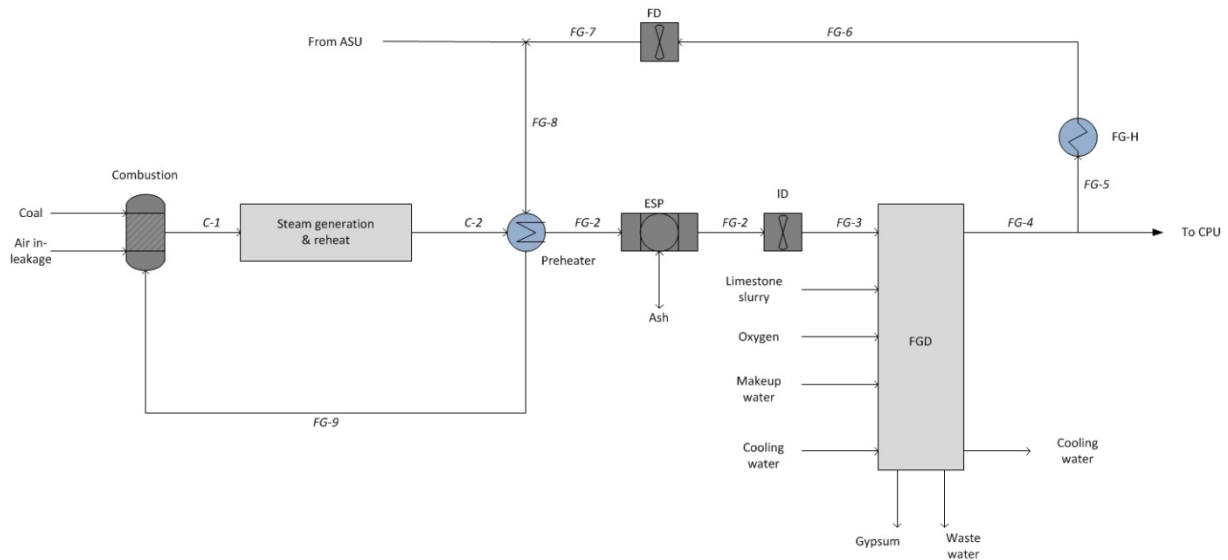 FD
From ASU
FG-7
FG-6
FG-8
FG-H
FG-5
Combustion
Coal
Air in-
leakage
C-1
Steam generation
& reheat
C-2
Preheater
FG-2
ESP
Ash
FG-2
ID
FG-3
FG-4
To CPU
Limestone
slurry
Oxygen
FGD
Makeup
water
FG-9
Cooling
water
Cooling
water
Gypsum
Waste
water